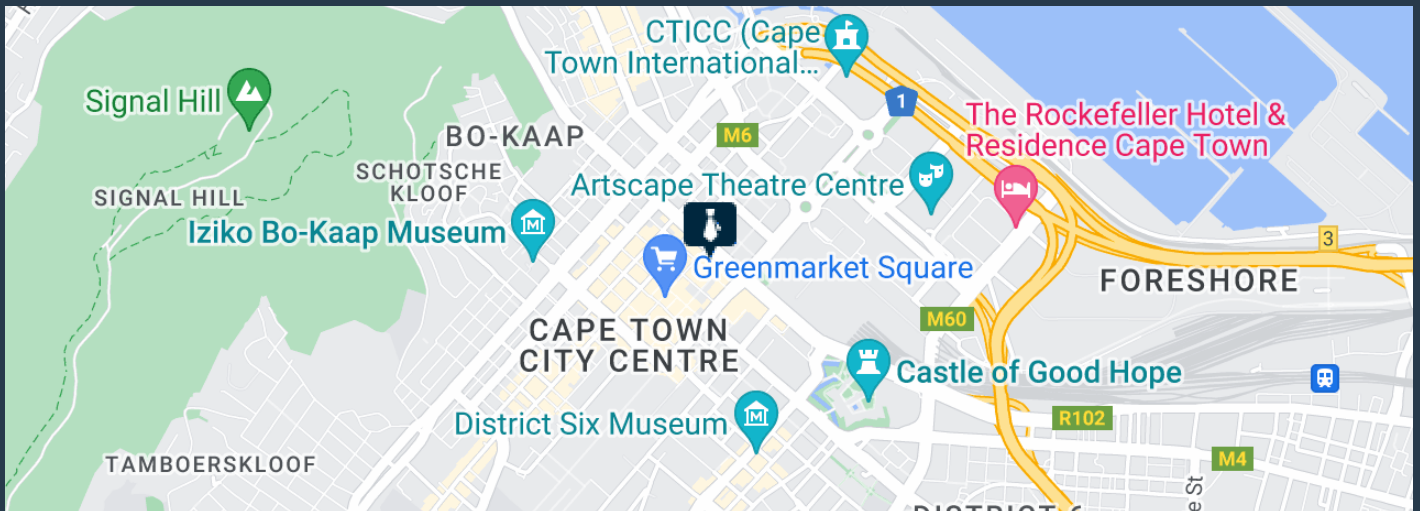 CTICC (Cape
Town International...
Signal Hill
1
The Rockefeller Hotel &
Residence Cape Town
BO-KAAP
M6
SCHOTSCHE
KLOOF
Artscape Theatre Centre
SIGNAL HILL
Iziko Bo-Kaap Museum
3
Greenmarket Square
FORESHORE
M60
CAPE TOWN
CITY CENTRE
Castle of Good Hope
R102
District Six Museum
M4
TAMBOERSKLOOF
e St